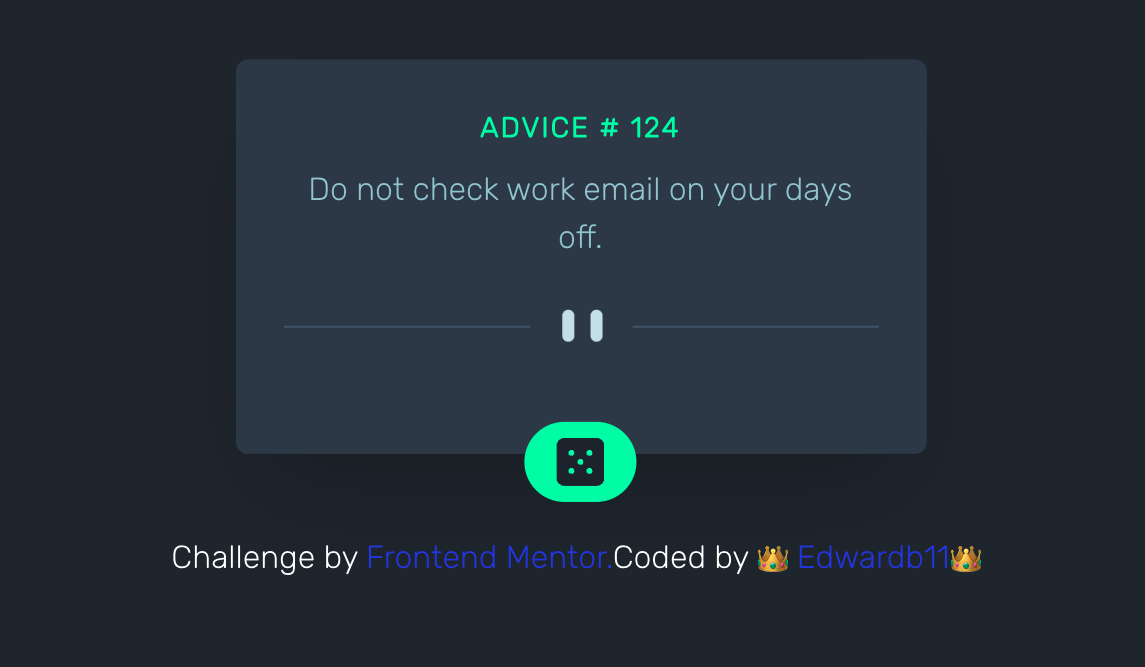 ADVICE # 124
Do not check work email on your days
off.
Challenge by Frontend Mentor.Coded by 👑 Edwardb11👑